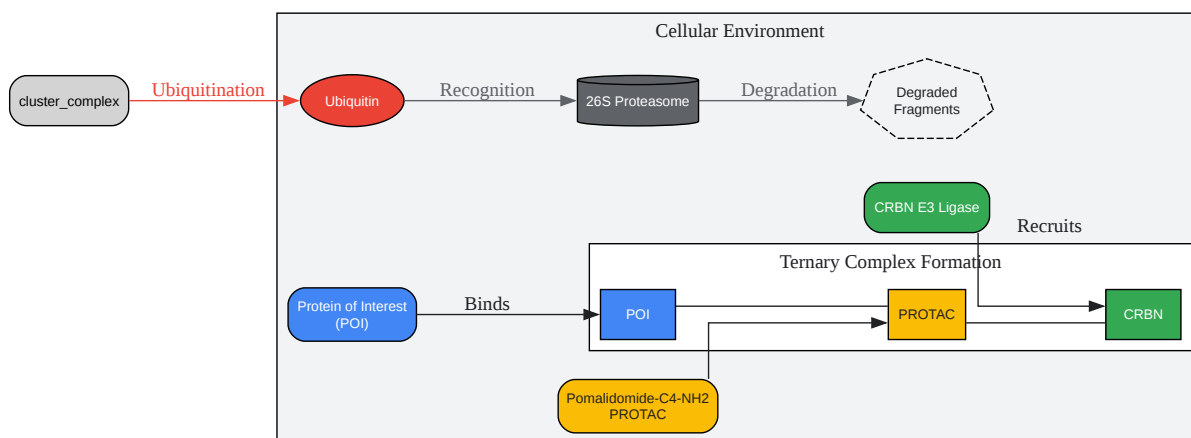 Cellular Environment
cluster_complex
Ubiquitination
Ubiquitin
Recognition
26S Proteasome
Degradation
Degraded
Fragments
CRBN E3 Ligase
Recruits
Ternary Complex Formation
Protein of Interest
(POI)
Binds
POI
PROTAC
CRBN
Pomalidomide-C4-NH2
PROTAC